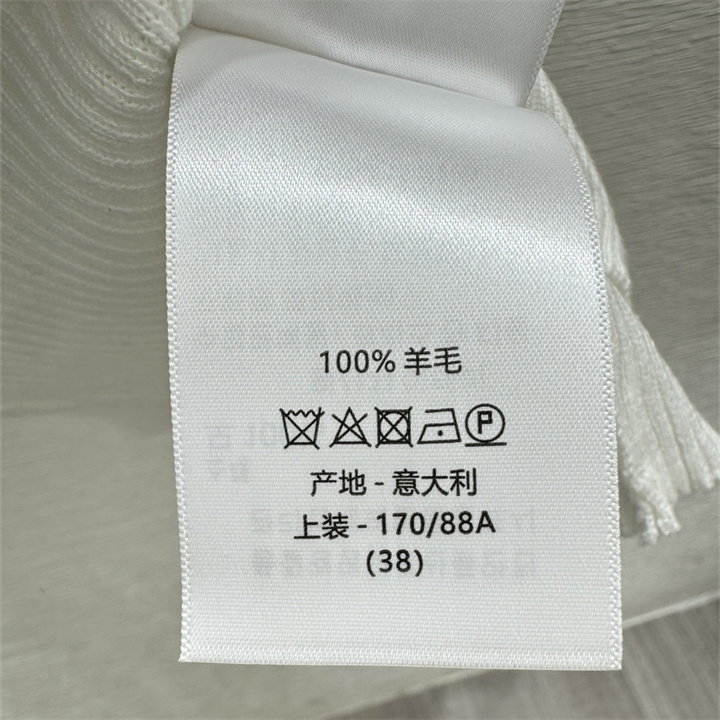 100% 羊毛
P
产地 - 意大利
上装 - 170/88A
(38)